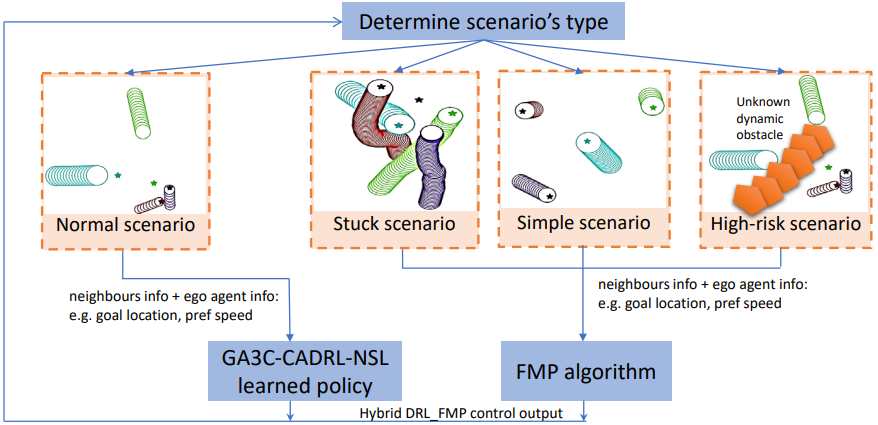 Determine scenario's type
Unknown
dynamic
obstacle
Normal scenario
Stuck scenario
Simple scenario
High-risk scenario
neighbours info + ego agent info:
e.g. goal location, pref speed
neighbours info + ego agent info:
e.g. goal location, pref speed
GA3C-CADRL-NSL
learned policy
FMP algorithm
Hybrid DRL_FMP control output